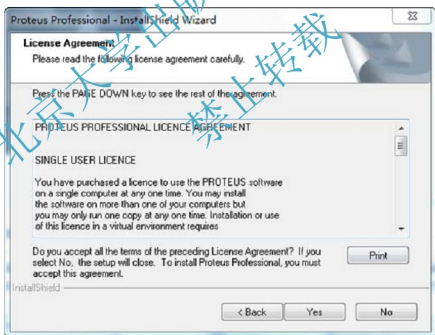 Proteus Professional - InstallShield Wizard
License Agreement
Please read the following license agreement carefully.
Press the PAGE DOWN key to see the rest of the agreement.
PROTEUS PROFESSIONAL LICENCE AGREEMENT
SINGLE USER LICENCE
You have purchased a licence to use the PROTEUS software
on a single computer at any one time. You may install
the software on more than one of your computers but
you may only run one copy at any one time. Installation or use
of this licence in a virtual environment requires
Do you accept all the terms of the preceding License Agreement? If you
select No, the setup will close. To install Proteus Professional, you must
accept this agreement.
Print
InstallShield
< Back
Yes
No
北京大学出版
禁止转载